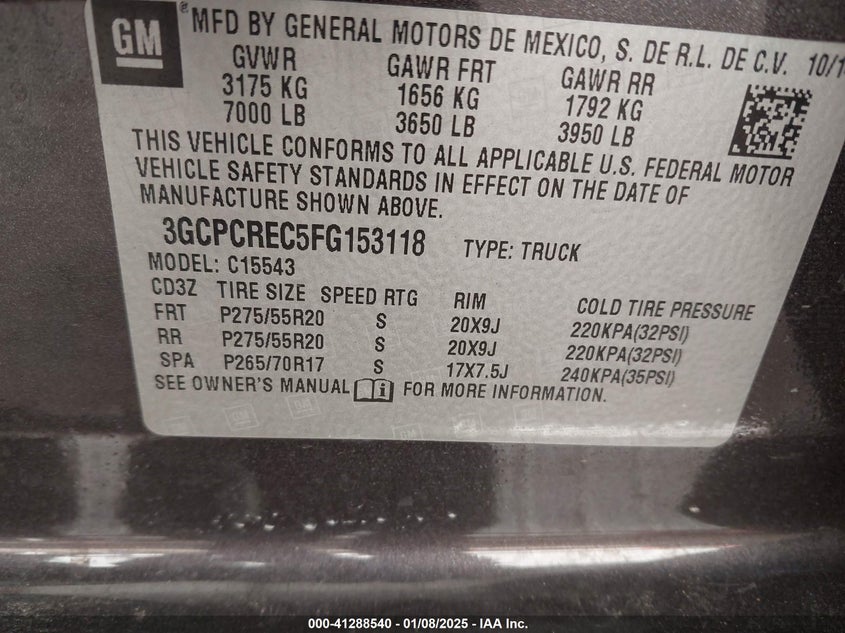 GM
® MFD BY GENERAL MOTORS DE MEXICO, S. DE R.L. DE C.V. 10/1
GVWR GAWR FRT GAWR RR
3175 KG 1656 KG 1792 KG
7000 LB 3650 LB 3950 LB
THIS VEHICLE CONFORMS TO ALL APPLICABLE U.S. FEDERAL MOTOR
VEHICLE SAFETY STANDARDS IN EFFECT ON THE DATE OF
MANUFACTURE SHOWN ABOVE.
3GCPCREC5FG153118 TYPE: TRUCK
MODEL: C15543
CD3Z TIRE SIZE SPEED RTG RIM COLD TIRE PRESSURE
FRT P275/55R20 S 20X9J 220KPA(32PSI)
RR P275/55R20 S 20X9J 220KPA(32PSI)
SPA P265/70R17 S 17X7.5J 240KPA(35PSI)
SEE OWNER'S MANUAL i FOR MORE INFORMATION.
000-41288540 - 01/08/2025 - IAA Inc.